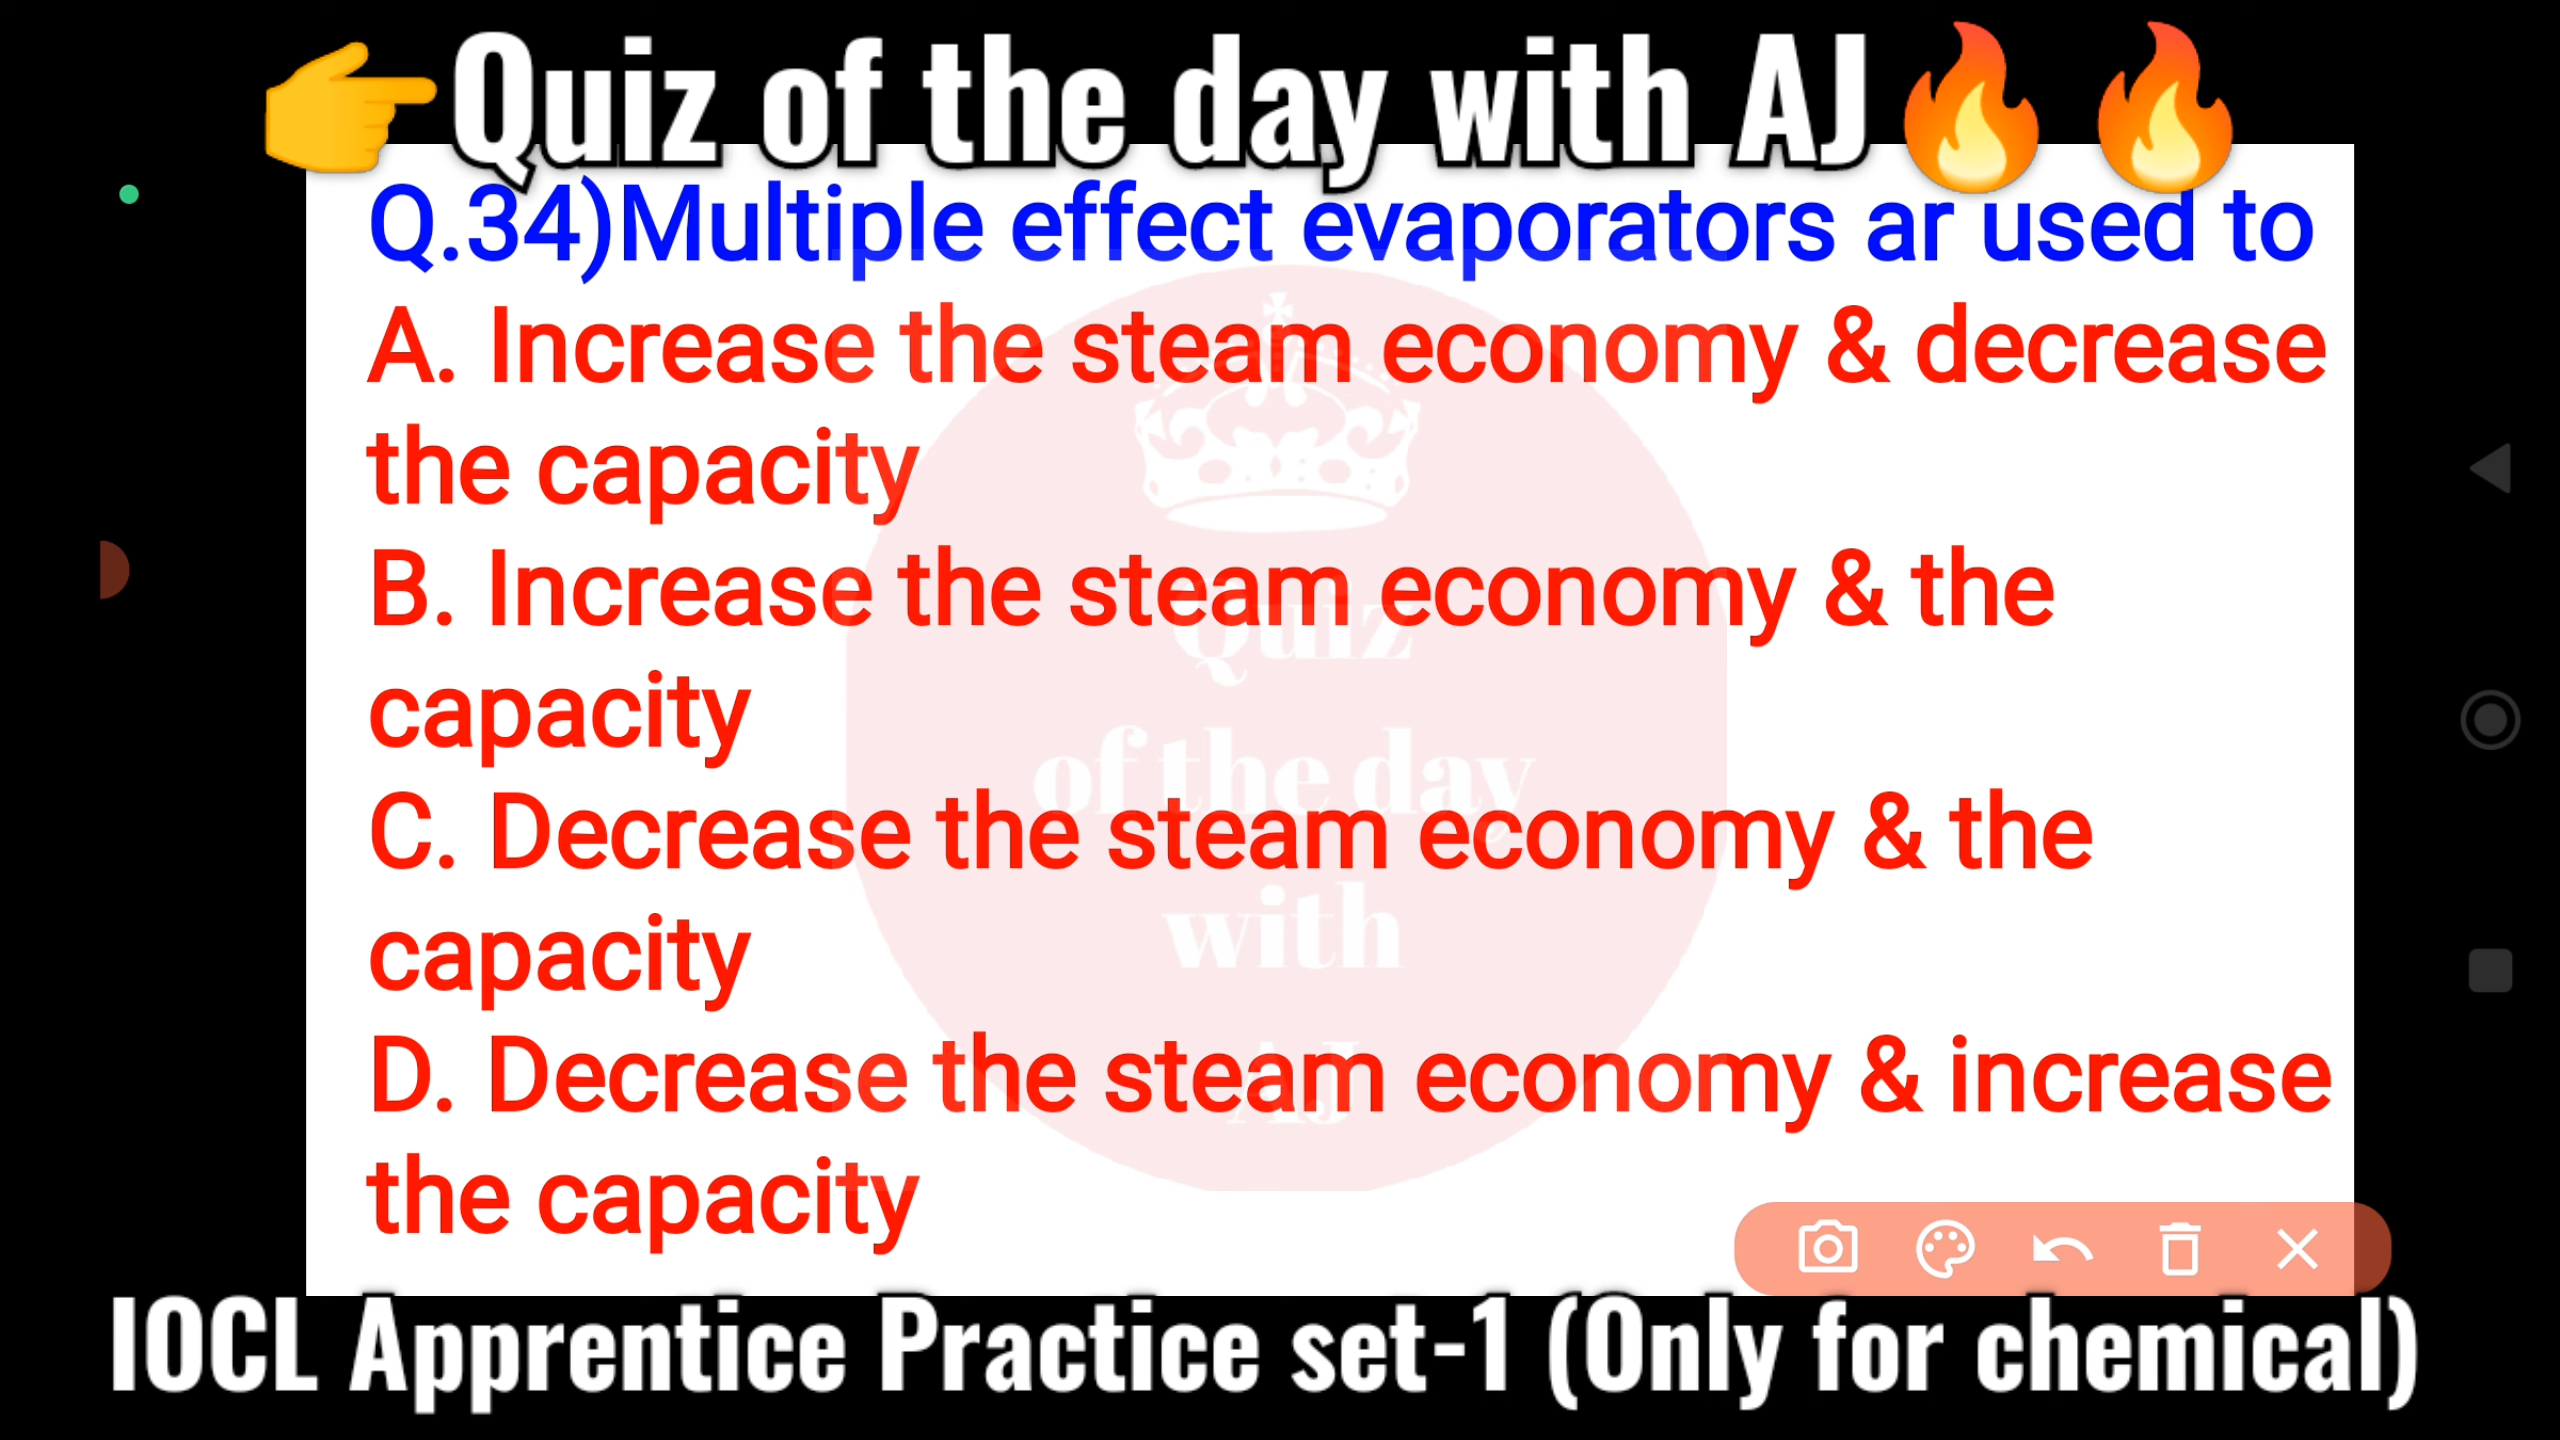 👉Quiz of the day with AJ🔥🔥
Q.34)Multiple effect evaporators ar used to
A. Increase the steam economy & decrease
the capacity
B. Increase the steam economy & the
capacity
C. Decrease the steam economy & the
capacity
D. Decrease the steam economy & increase
the capacity
Quiz
of the day
with
AJ
IOCL Apprentice Practice set-1 (Only for chemical)